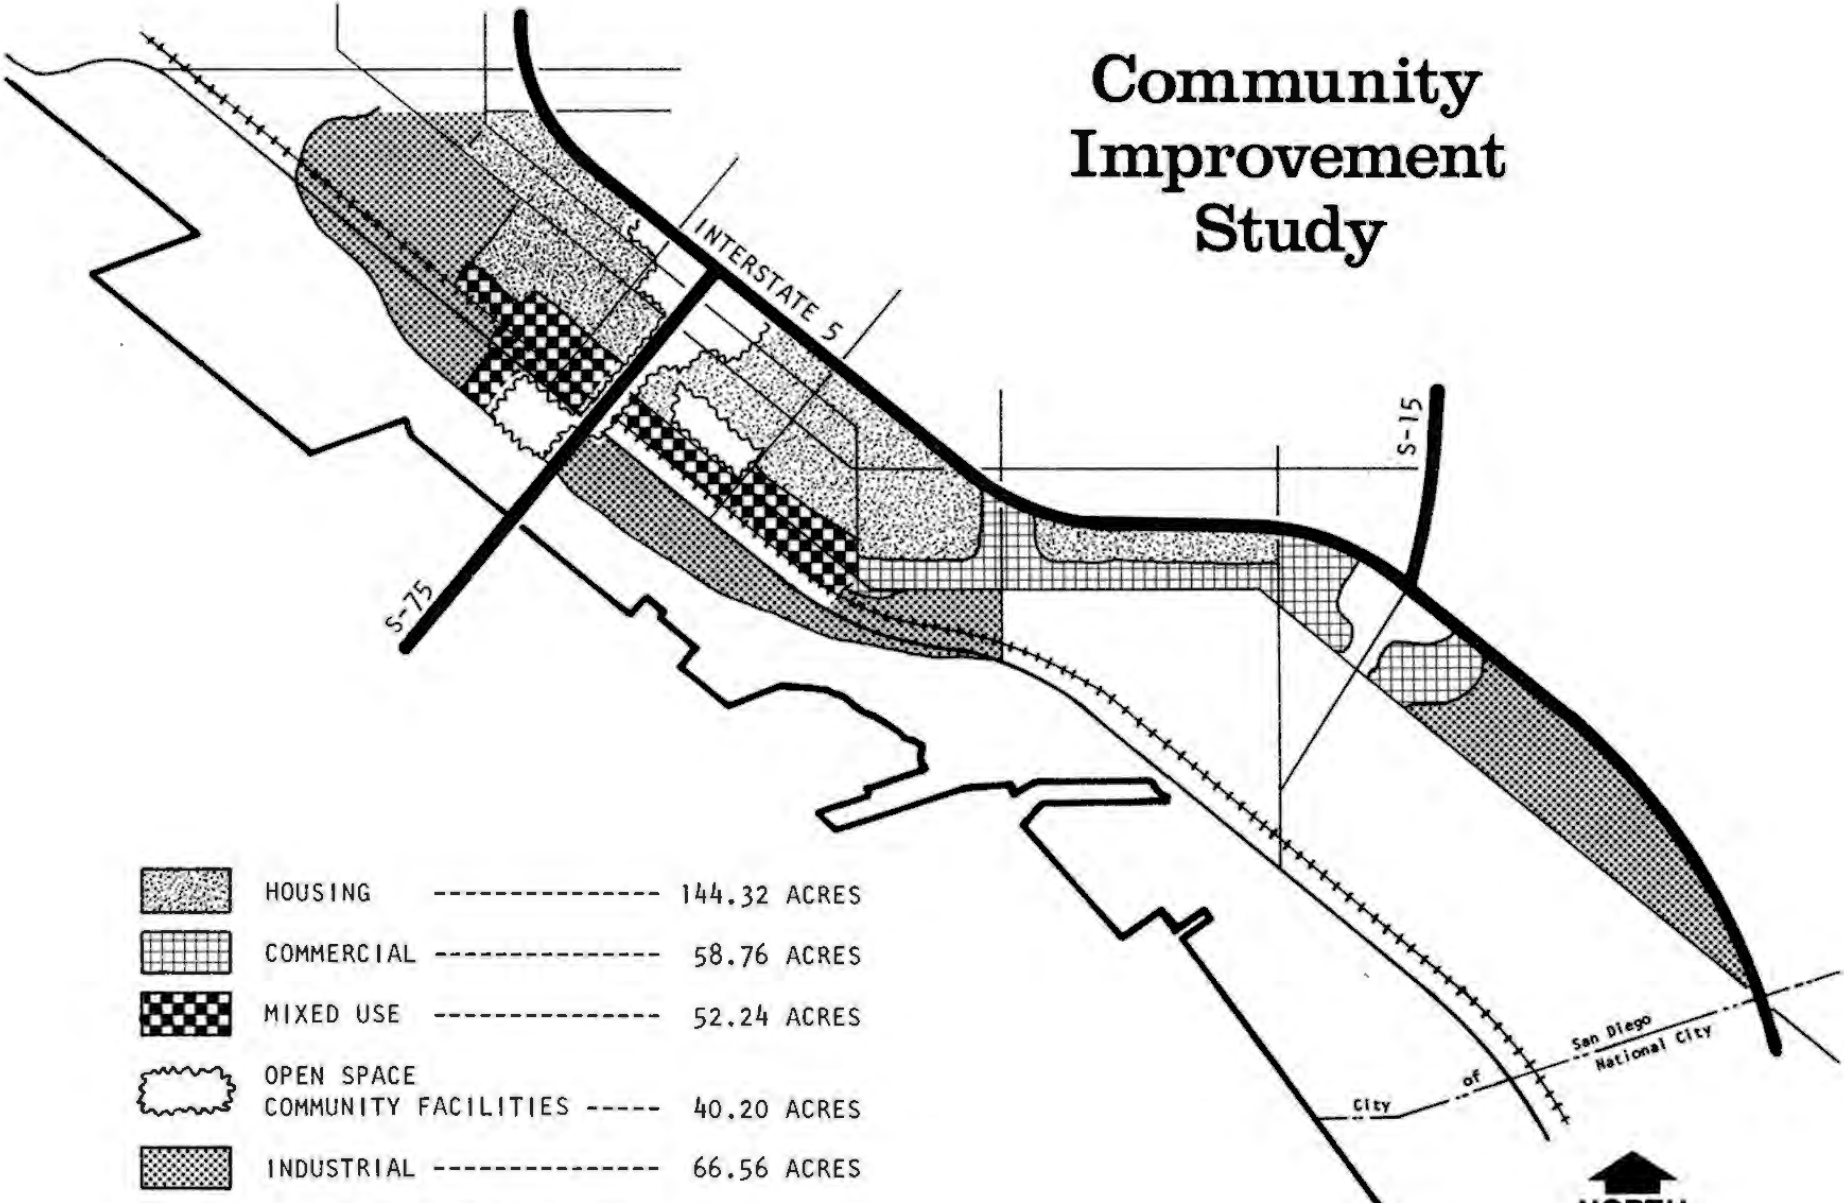 Community
Improvement
Study
INTERSTATE 5
S-15
S-75
HOUSING -------------- 144.32 ACRES
COMMERCIAL -------------- 58.76 ACRES
MIXED USE -------------- 52.24 ACRES
OPEN SPACE
COMMUNITY FACILITIES ----- 40.20 ACRES
INDUSTRIAL -------------- 66.56 ACRES
San Diego
City of National City
NORTH